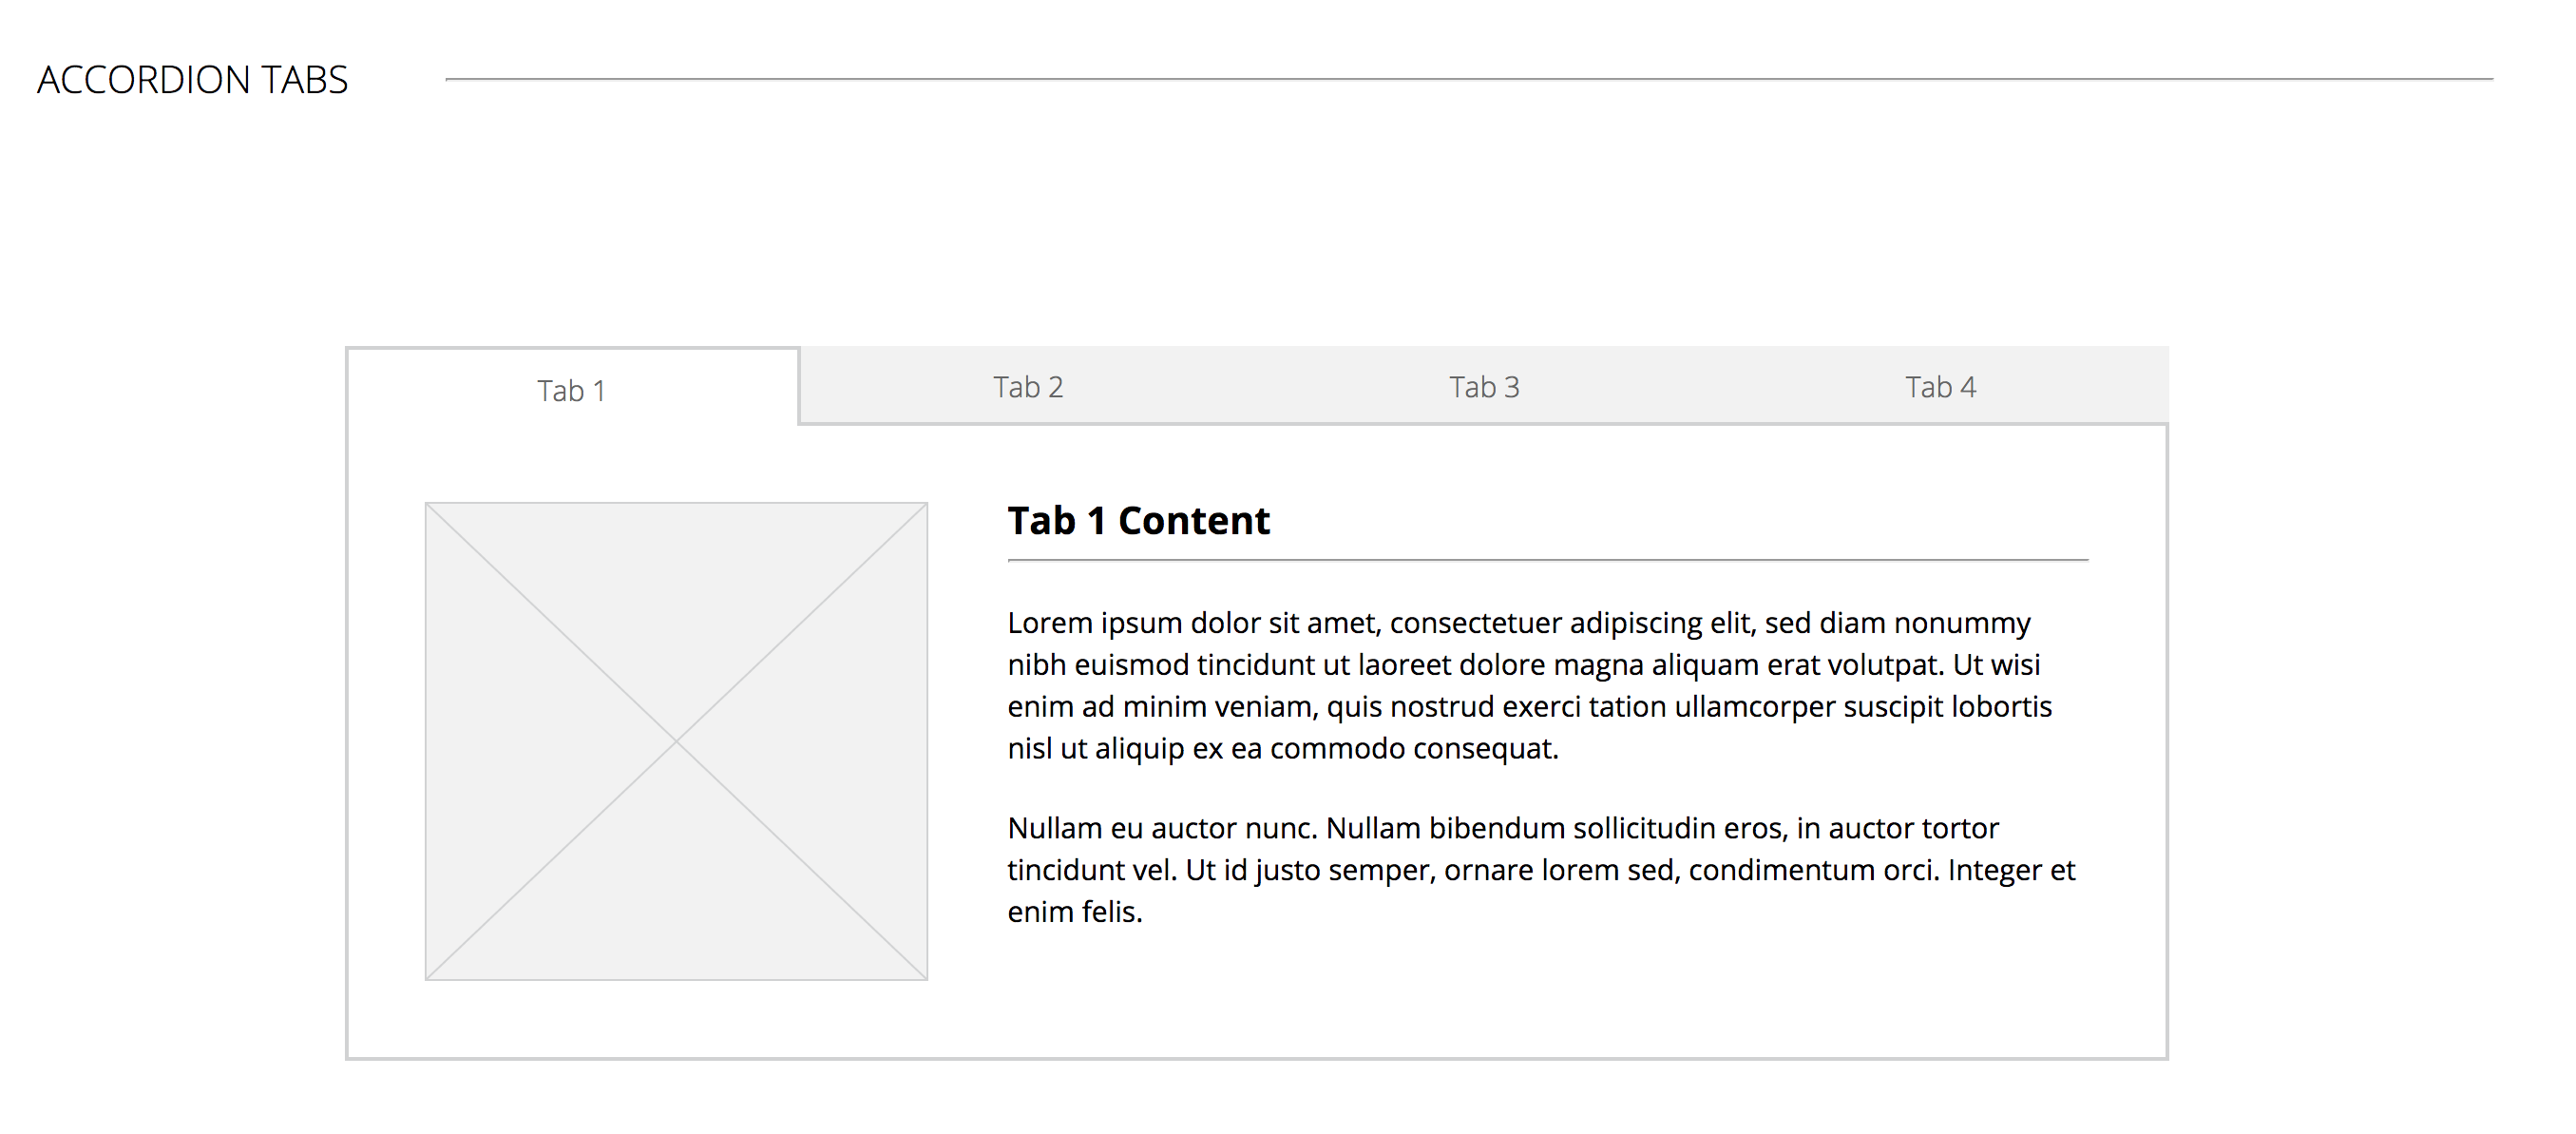 ACCORDION TABS
Tab 1
Tab 2
Tab 3
Tab 4
Tab 1 Content
Lorem ipsum dolor sit amet, consectetuer adipiscing elit, sed diam nonummy
nibh euismod tincidunt ut laoreet dolore magna aliquam erat volutpat. Ut wisi
enim ad minim veniam, quis nostrud exerci tation ullamcorper suscipit lobortis
nisl ut aliquip ex ea commodo consequat.
Nullam eu auctor nunc. Nullam bibendum sollicitudin eros, in auctor tortor
tincidunt vel. Ut id justo semper, ornare lorem sed, condimentum orci. Integer et
enim felis.